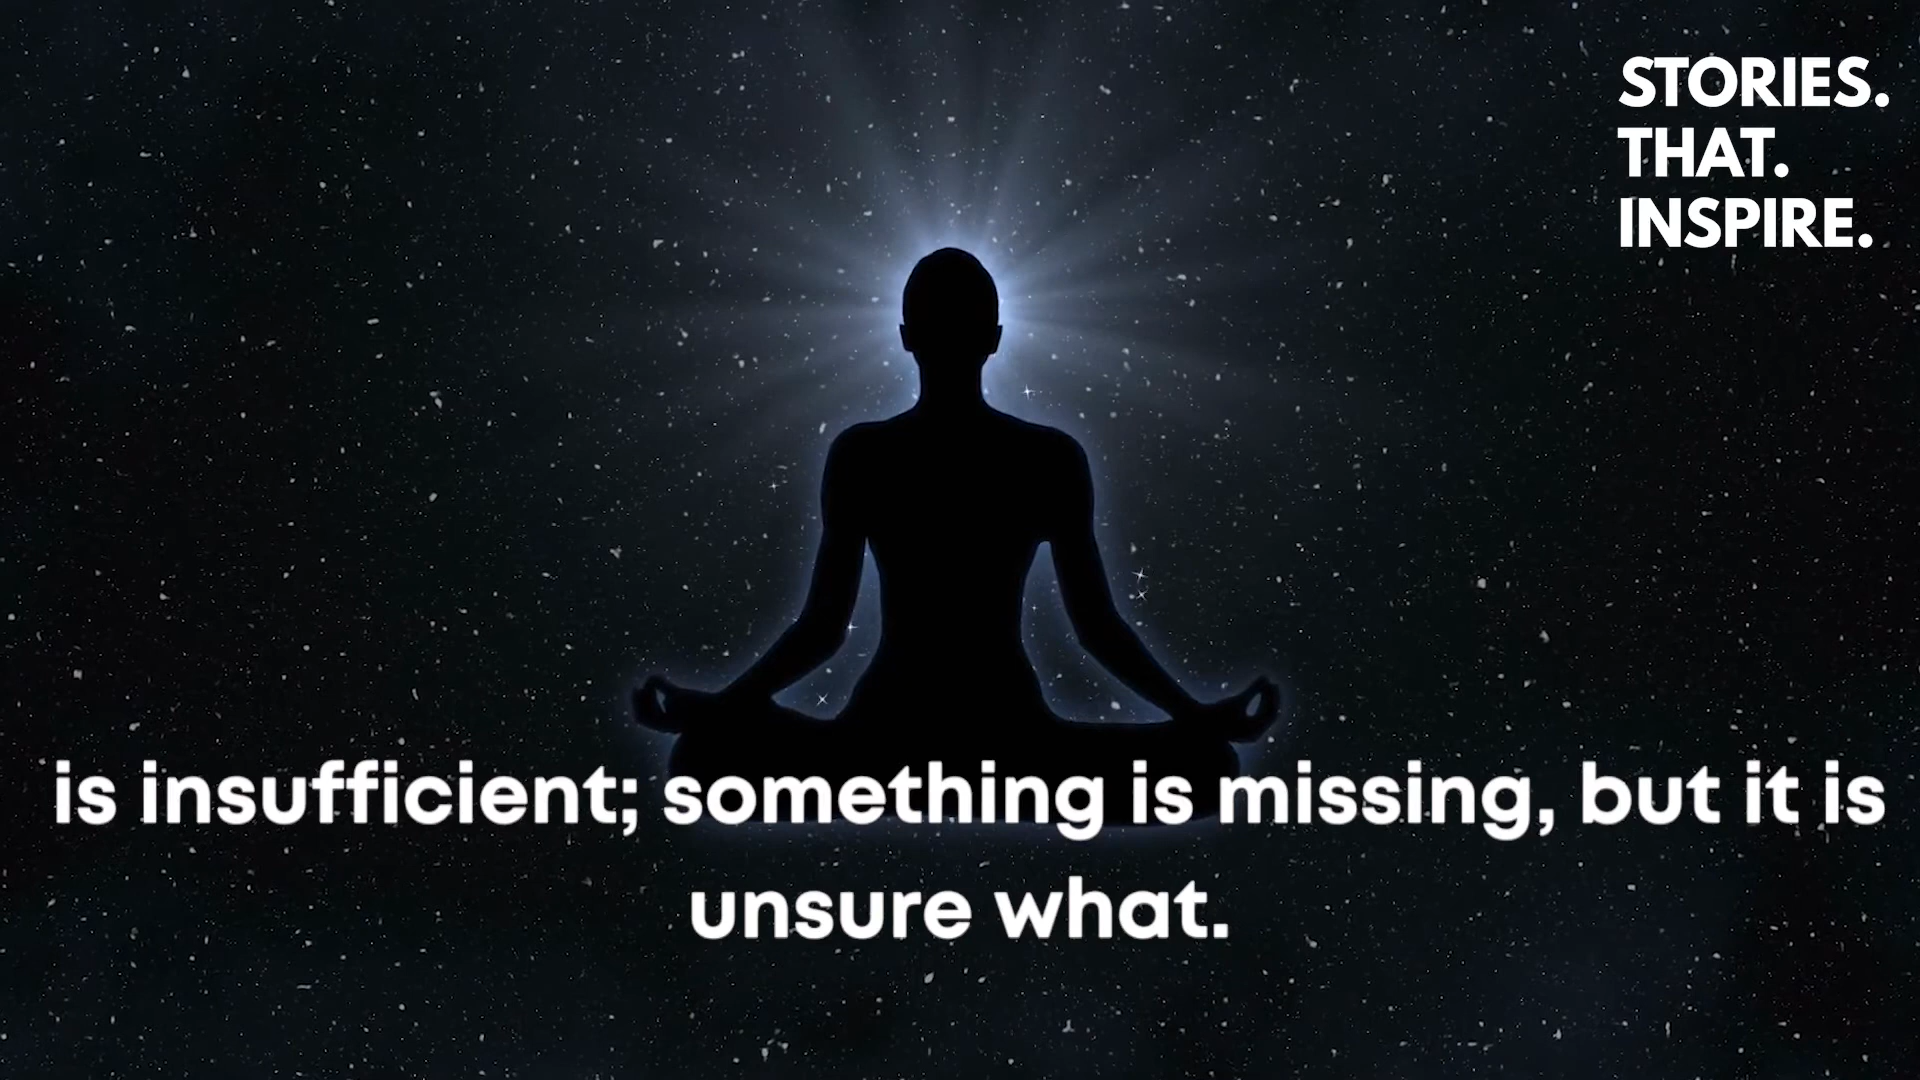 STORIES.
THAT.
INSPIRE.
is insufficient; something is missing, but it is
unsure what.